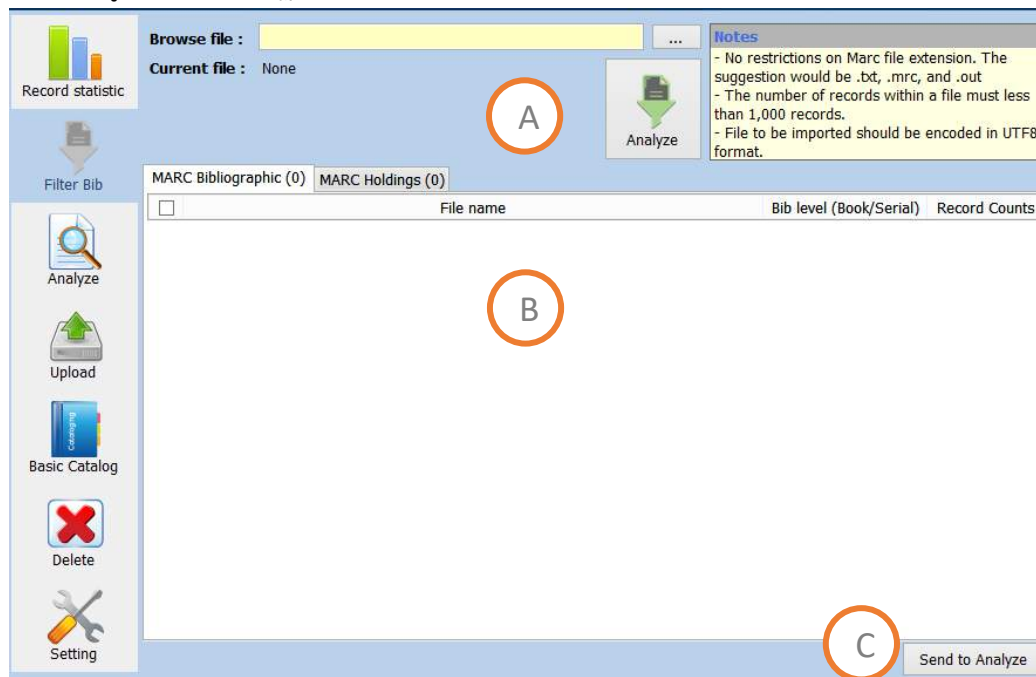 Record statistic
Filter Bib
Analyze
Upload
Cataloging
Basic Catalog
Delete
Setting
Browse file :
...
Current file : None
A
Analyze
Notes
- No restrictions on Marc file extension. The
suggestion would be .txt, .mrc, and .out
- The number of records within a file must less
than 1,000 records.
- File to be imported should be encoded in UTF8
format.
MARC Bibliographic (0) MARC Holdings (0)
File name Bib level (Book/Serial) Record Counts
B
C
Send to Analyze